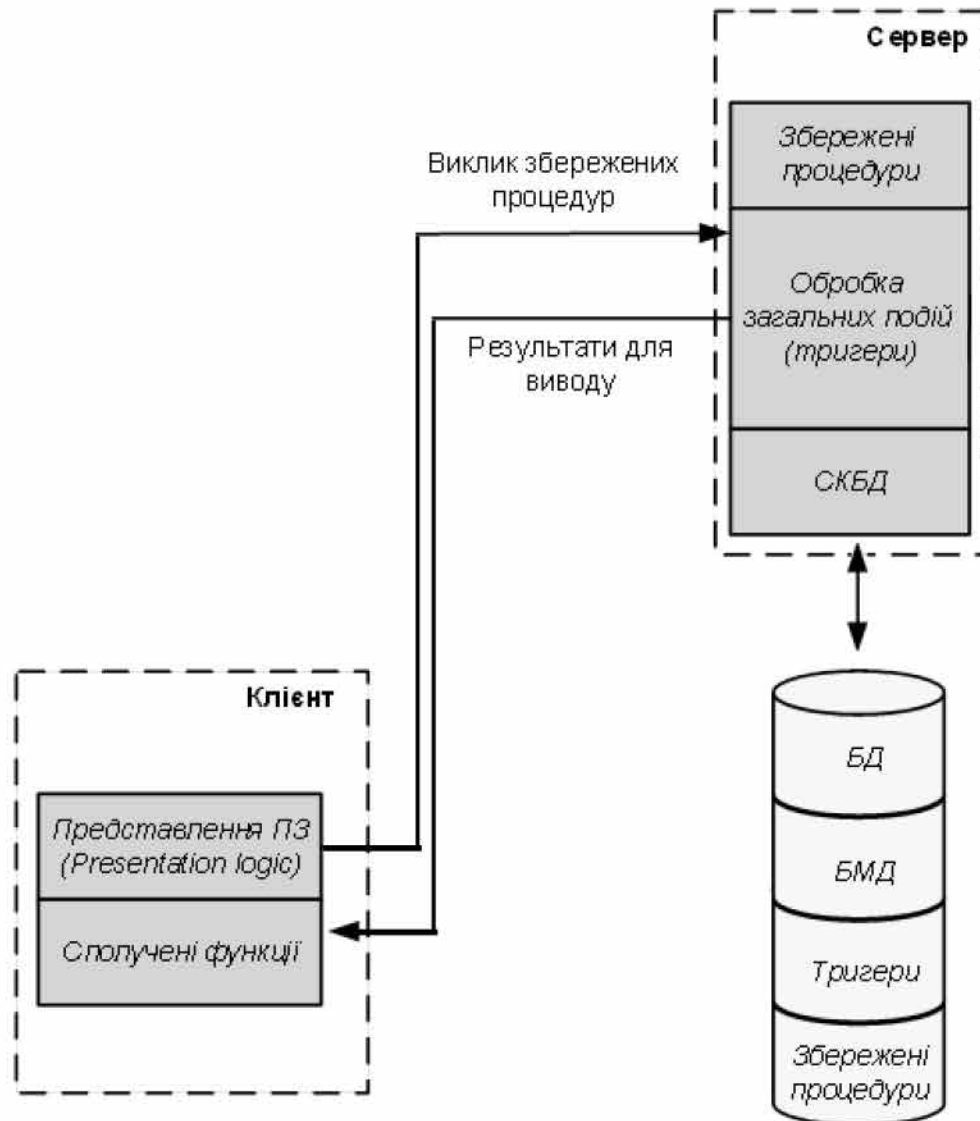 Сервер
Збережені
процедури
Виклик збережених
процедур
Обробка
загальних подій
(тригери)
Результати для
виводу
СКБД
Клієнт
Представлення ПЗ
(Presentation logic)
Сполучені функції
БД
БМД
Тригери
Збережені
процедури